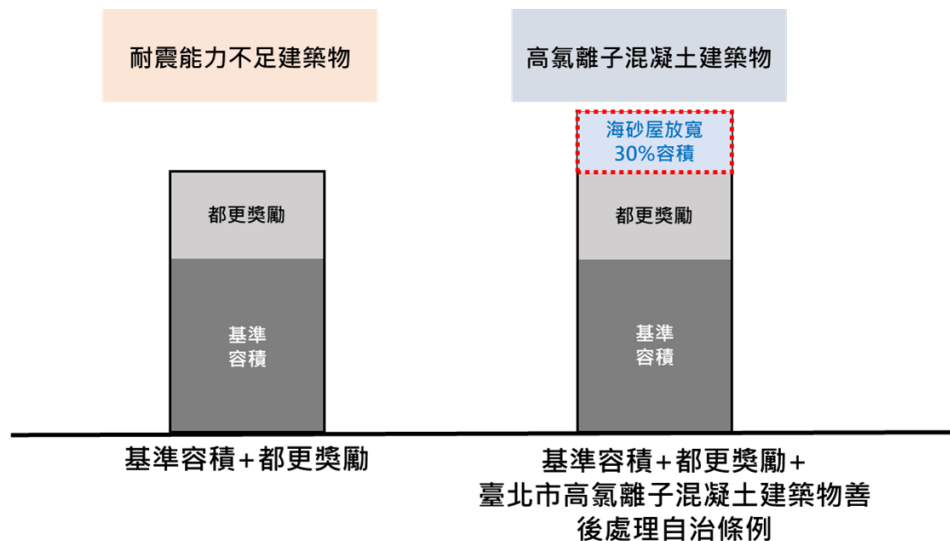 耐震能力不足建築物
高氯離子混凝土建築物
海砂屋放寬
30%容積
都更獎勵
都更獎勵
基準
容積
基準
容積
基準容積+都更獎勵
基準容積+都更獎勵+
臺北市高氯離子混凝土建築物善
後處理自治條例